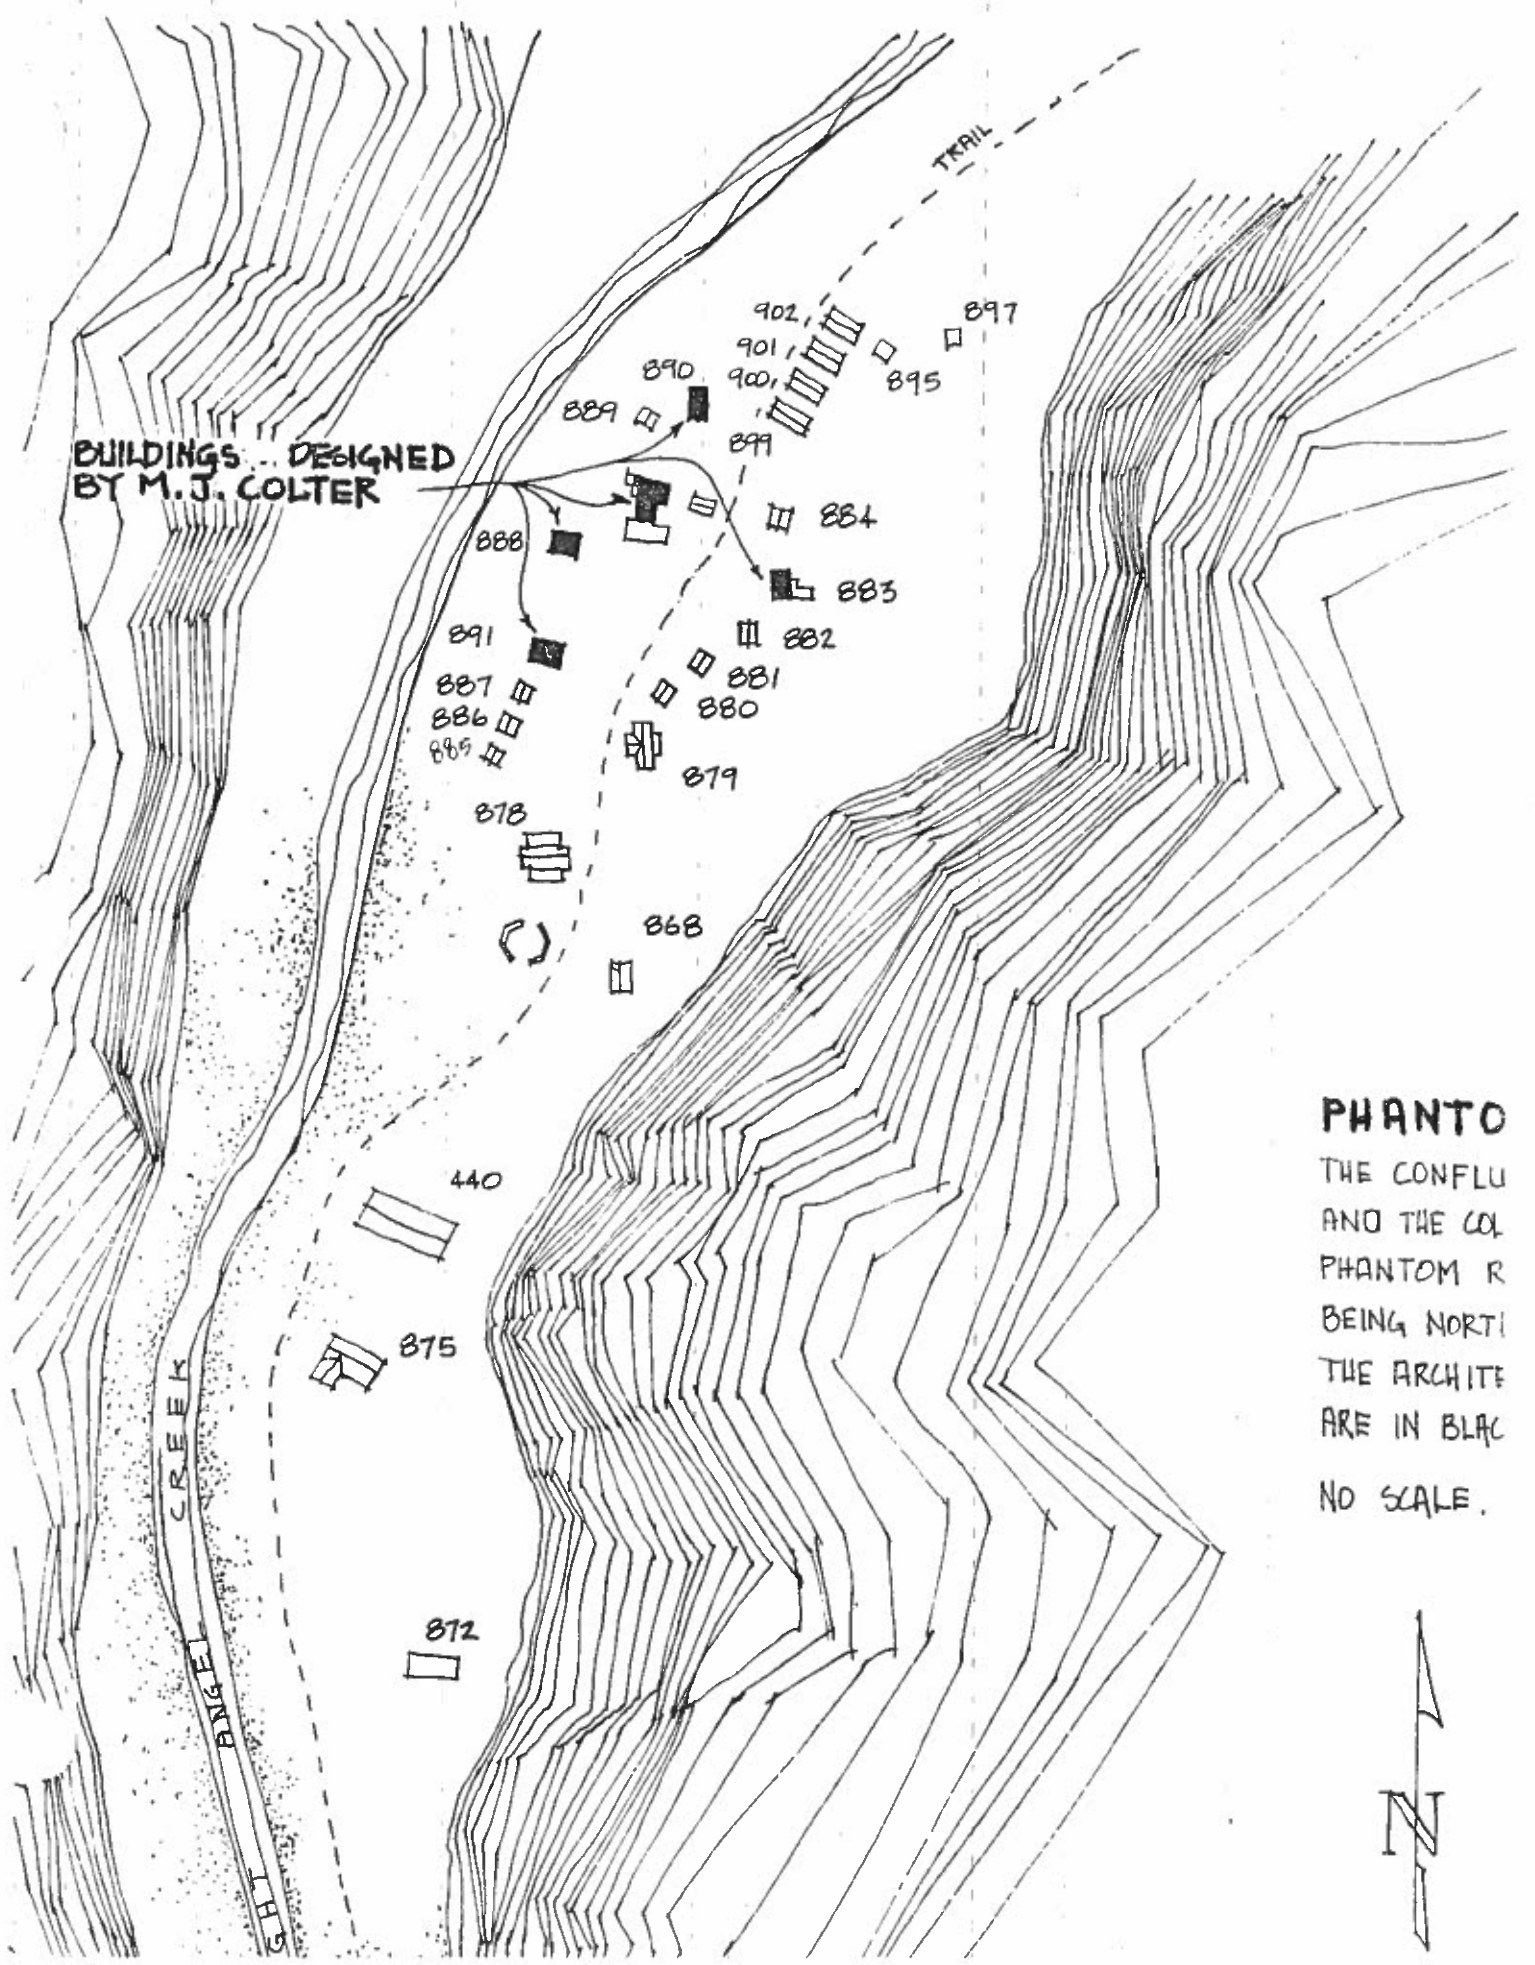 TRAIL
902
897
901
895
890
900
889
899
BUILDINGS DESIGNED
BY M.J. COLTER
884
888
883
891
882
881
887
880
886
885
879
878
868
PHANTO
THE CONFLU
AND THE COL
440
PHANTOM R
BEING NORTH
875
THE ARCHITE
ARE IN BLAC
NO SCALE.
872
GHT ANGEL CREEK
N